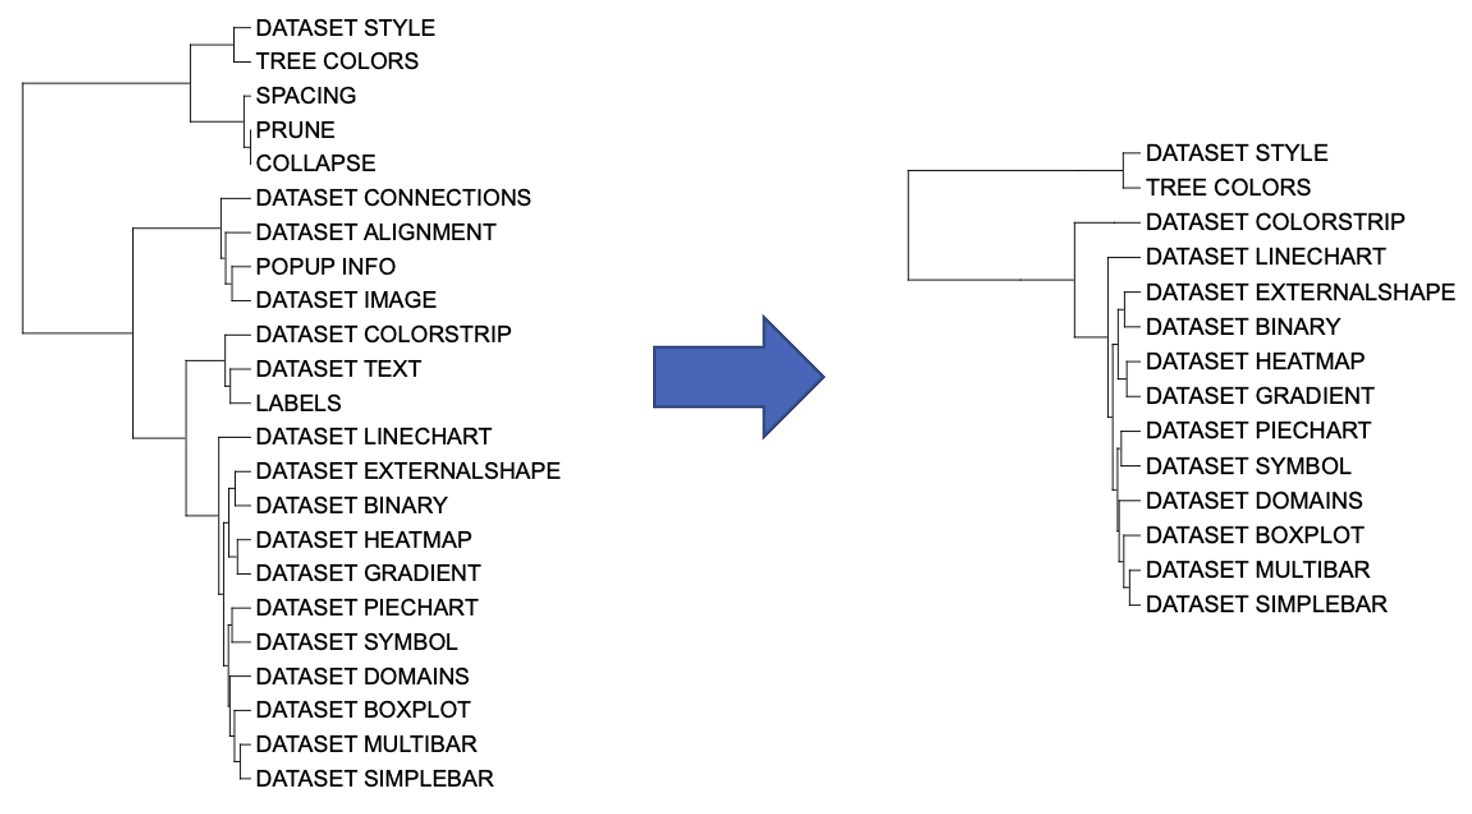 DATASET STYLE
TREE COLORS
SPACING
PRUNE
COLLAPSE
DATASET CONNECTIONS
DATASET ALIGNMENT
POPUP INFO
DATASET IMAGE
DATASET COLORSTRIP
DATASET TEXT
LABELS
DATASET LINECHART
DATASET EXTERNALSHAPE
DATASET BINARY
DATASET HEATMAP
DATASET GRADIENT
DATASET PIECHART
DATASET SYMBOL
DATASET DOMAINS
DATASET BOXPLOT
DATASET MULTIBAR
DATASET SIMPLEBAR
DATASET STYLE
TREE COLORS
DATASET COLORSTRIP
DATASET LINECHART
DATASET EXTERNALSHAPE
DATASET BINARY
DATASET HEATMAP
DATASET GRADIENT
DATASET PIECHART
DATASET SYMBOL
DATASET DOMAINS
DATASET BOXPLOT
DATASET MULTIBAR
DATASET SIMPLEBAR